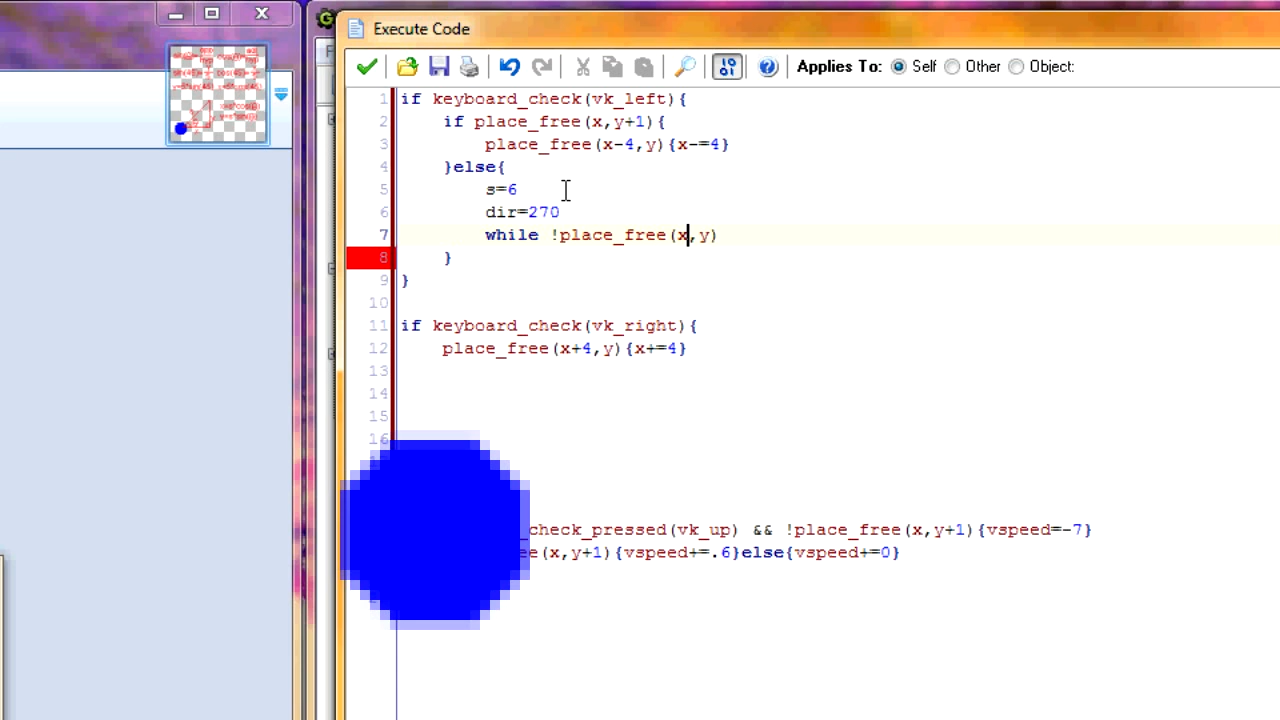 Execute Code
Applies To: Self Other Object:
1 if keyboard_check(vk_left){
2 if place_free(x,y+1){
3 place_free(x-4,y){x-=4}
4 }else{
5 s=6
6 dir=270
7 while !place_free(x,y)
8 }
9 }
10
11 if keyboard_check(vk_right){
12 place_free(x+4,y){x+=4}
13
14
15
16
_check_pressed(vk_up) && !place_free(x,y+1){vspeed=-7}
ee(x,y+1){vspeed+=.6}else{vspeed+=0}